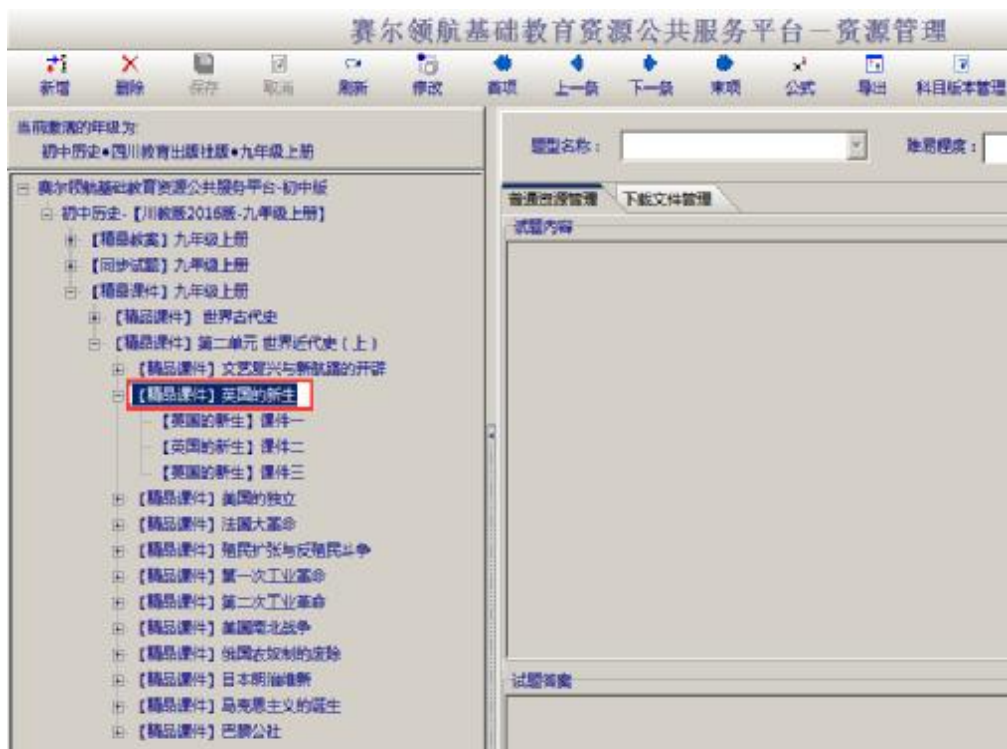 赛尔领航基础教育资源公共服务平台－资源管理
新增 删除 保存 取消 刷新 修改 首项 上一条 下一条 末项 公式 导出 科目版本管理
当前激活的年级为:
初中历史●四川教育出版社版●九年级上册
题型名称： 难易程度：
赛尔领航基础教育资源公共服务平台-初中版
初中历史-【川教版2016版-九年级上册】
【精品教案】九年级上册
【同步试题】九年级上册
【精品课件】九年级上册
【精品课件】 世界古代史
【精品课件】第二单元 世界近代史（上）
【精品课件】文艺复兴与新航路的开辟
【精品课件】英国的新生
【英国的新生】课件一
【英国的新生】课件二
【英国的新生】课件三
【精品课件】美国的独立
【精品课件】法国大革命
【精品课件】殖民扩张与反殖民斗争
【精品课件】第一次工业革命
【精品课件】第二次工业革命
【精品课件】美国南北战争
【精品课件】俄国农奴制的废除
【精品课件】日本明治维新
【精品课件】马克思主义的诞生
【精品课件】巴黎公社
普通资源管理 下载文件管理
试题内容
试题答案